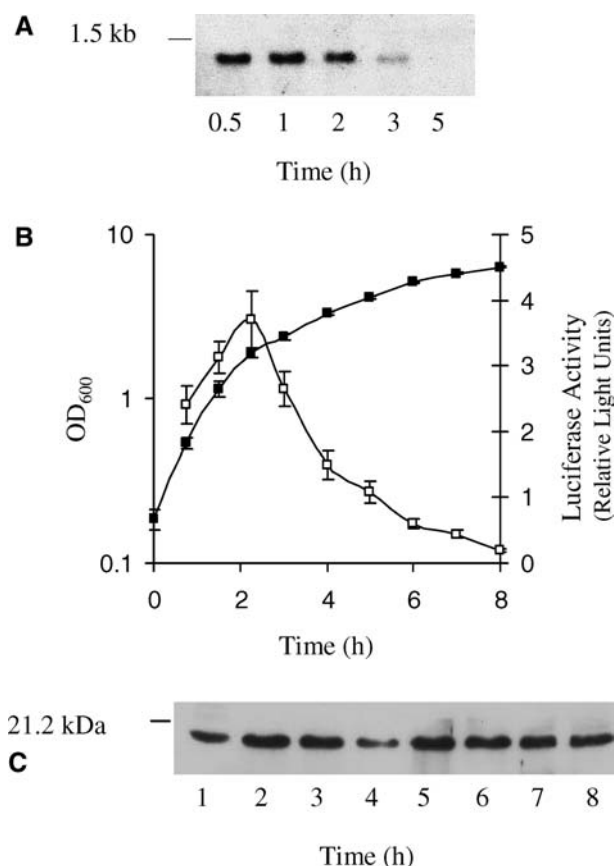 A
1.5 kb
0.5 1 2 3 5
Time (h)
B
10
1
0.1
OD600
5
4
3
2
1
0
Luciferase Activity
(Relative Light Units)
0 2 4 6 8
Time (h)
21.2 kDa
C
1 2 3 4 5 6 7 8
Time (h)